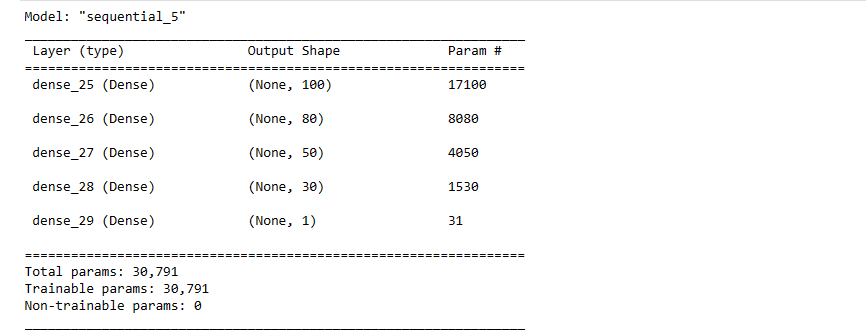 Model: "sequential_5"
Layer (type) Output Shape Param #
dense_25 (Dense) (None, 100) 17100
dense_26 (Dense) (None, 80) 8080
dense_27 (Dense) (None, 50) 4050
dense_28 (Dense) (None, 30) 1530
dense_29 (Dense) (None, 1) 31
Total params: 30,791
Trainable params: 30,791
Non-trainable params: 0